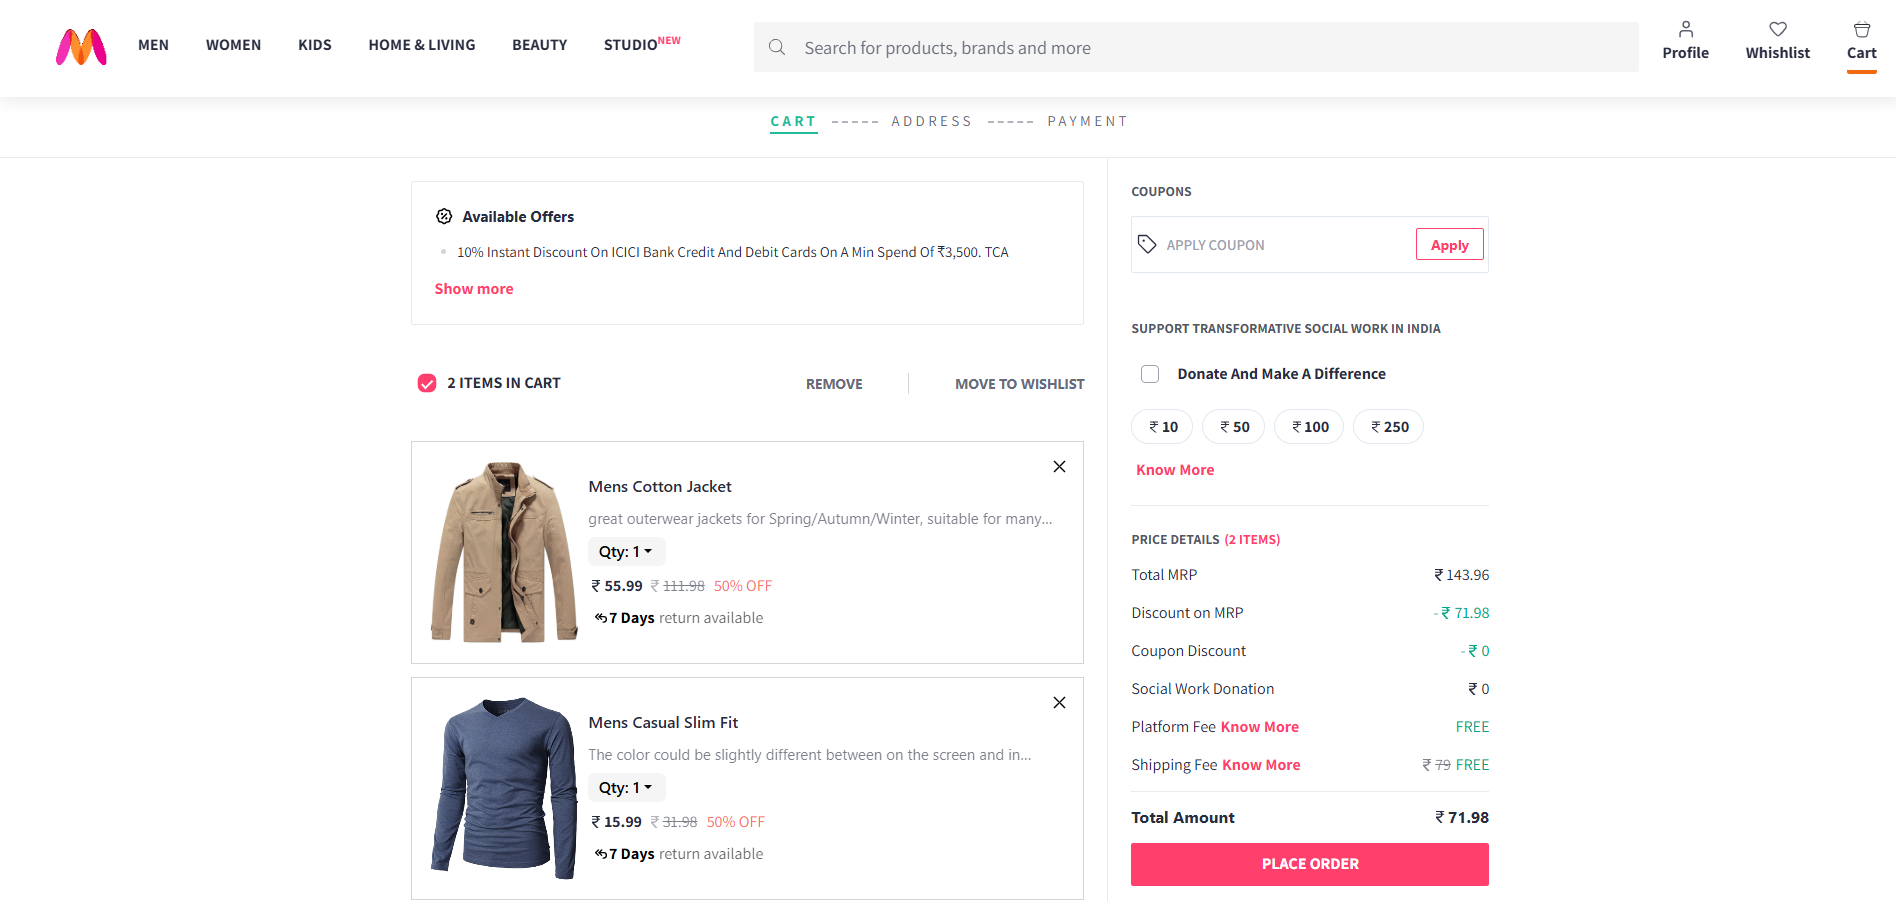 MEN WOMEN KIDS HOME & LIVING BEAUTY STUDIO NEW
Search for products, brands and more
Profile Whishlist Cart
CART ----- ADDRESS ----- PAYMENT
Available Offers
10% Instant Discount On ICICI Bank Credit And Debit Cards On A Min Spend Of ₹3,500. TCA
Show more
2 ITEMS IN CART REMOVE MOVE TO WISHLIST
Mens Cotton Jacket
great outerwear jackets for Spring/Autumn/Winter, suitable for many...
Qty: 1
₹ 55.99 ₹ 111.98 50% OFF
7 Days return available
Mens Casual Slim Fit
The color could be slightly different between on the screen and in...
Qty: 1
₹ 15.99 ₹ 31.98 50% OFF
7 Days return available
COUPONS
APPLY COUPON Apply
SUPPORT TRANSFORMATIVE SOCIAL WORK IN INDIA
Donate And Make A Difference
₹ 10 ₹ 50 ₹ 100 ₹ 250
Know More
PRICE DETAILS (2 ITEMS)
Total MRP ₹ 143.96
Discount on MRP - ₹ 71.98
Coupon Discount - ₹ 0
Social Work Donation ₹ 0
Platform Fee Know More FREE
Shipping Fee Know More ₹ 79 FREE
Total Amount ₹ 71.98
PLACE ORDER